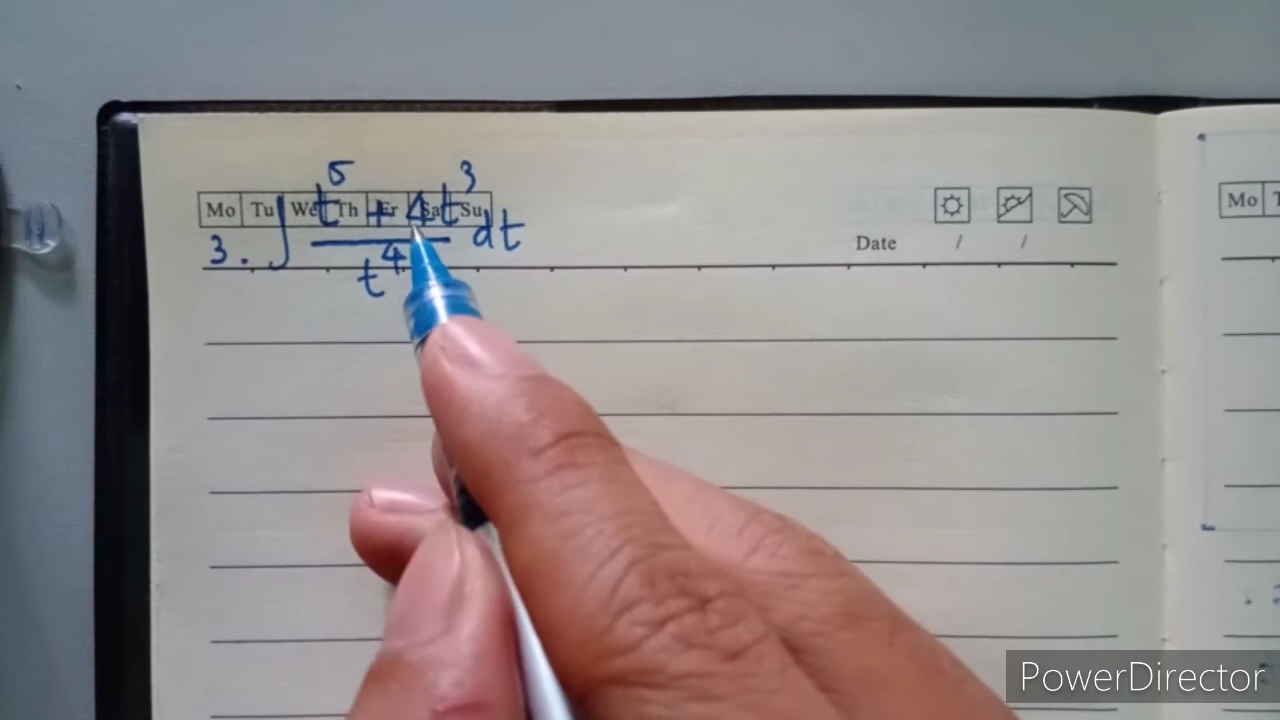 Mo Tu We Th Fr Sa Su
3. ∫ (t⁵ + 4t³)/t⁴ dt
Date / /
Mo
PowerDirector